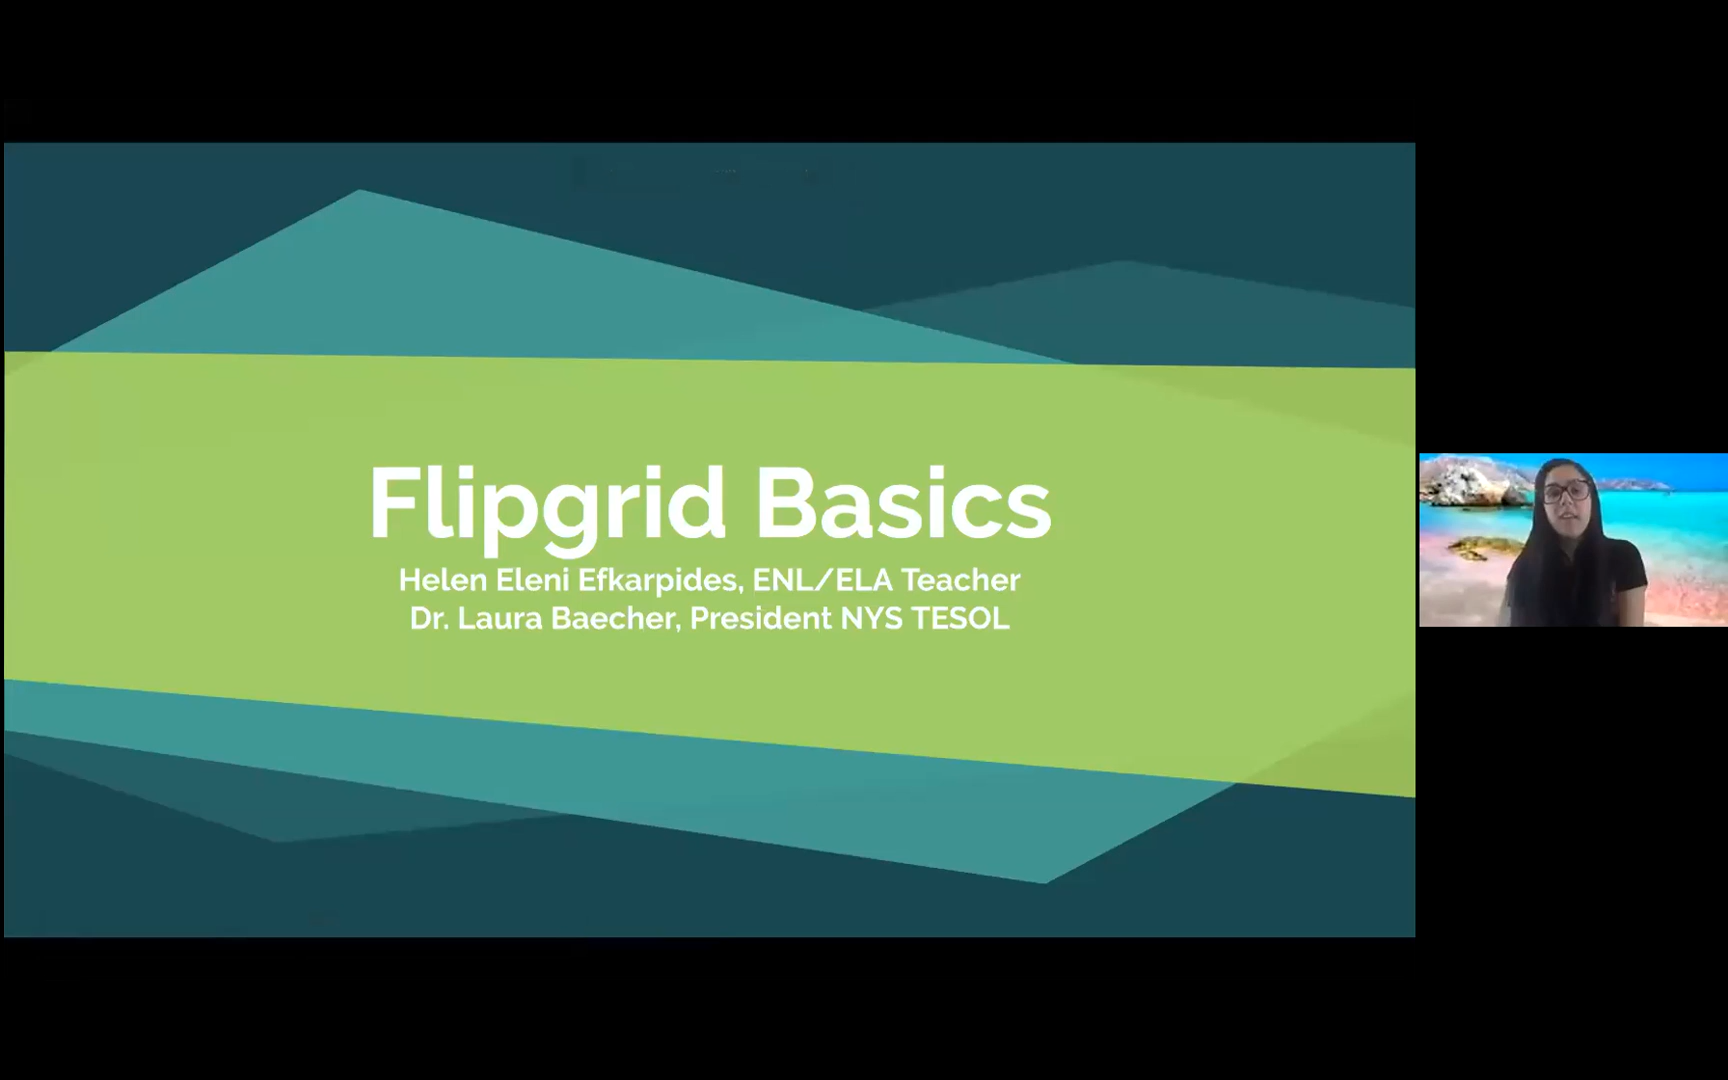 Flipgrid Basics
Helen Eleni Efkarpides, ENL/ELA Teacher
Dr. Laura Baecher, President NYS TESOL